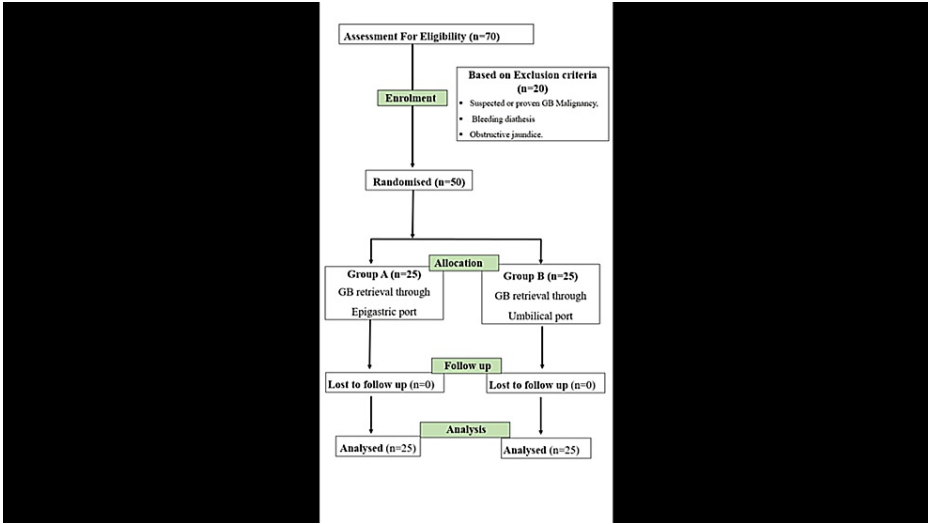 Assessment For Eligibility (n=70)
Based on Exclusion criteria
(n=20)
• Suspected or proven GB Malignancy,
• Bleeding diathesis
• Obstructive jaundice.
Enrolment
Randomised (n=50)
Allocation
Group A (n=25)
GB retrieval through
Epigastric port
Group B (n=25)
GB retrieval through
Umbilical port
Follow up
Lost to follow up (n=0)
Lost to follow up (n=0)
Analysis
Analysed (n=25)
Analysed (n=25)